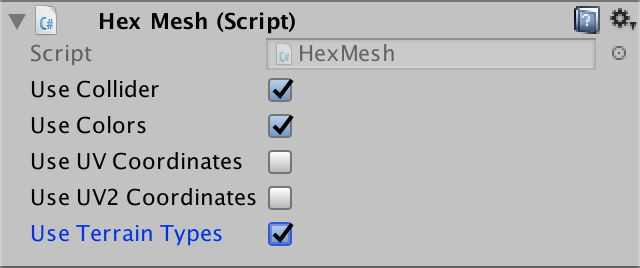 Hex Mesh (Script)
Script HexMesh
Use Collider
Use Colors
Use UV Coordinates
Use UV2 Coordinates
Use Terrain Types